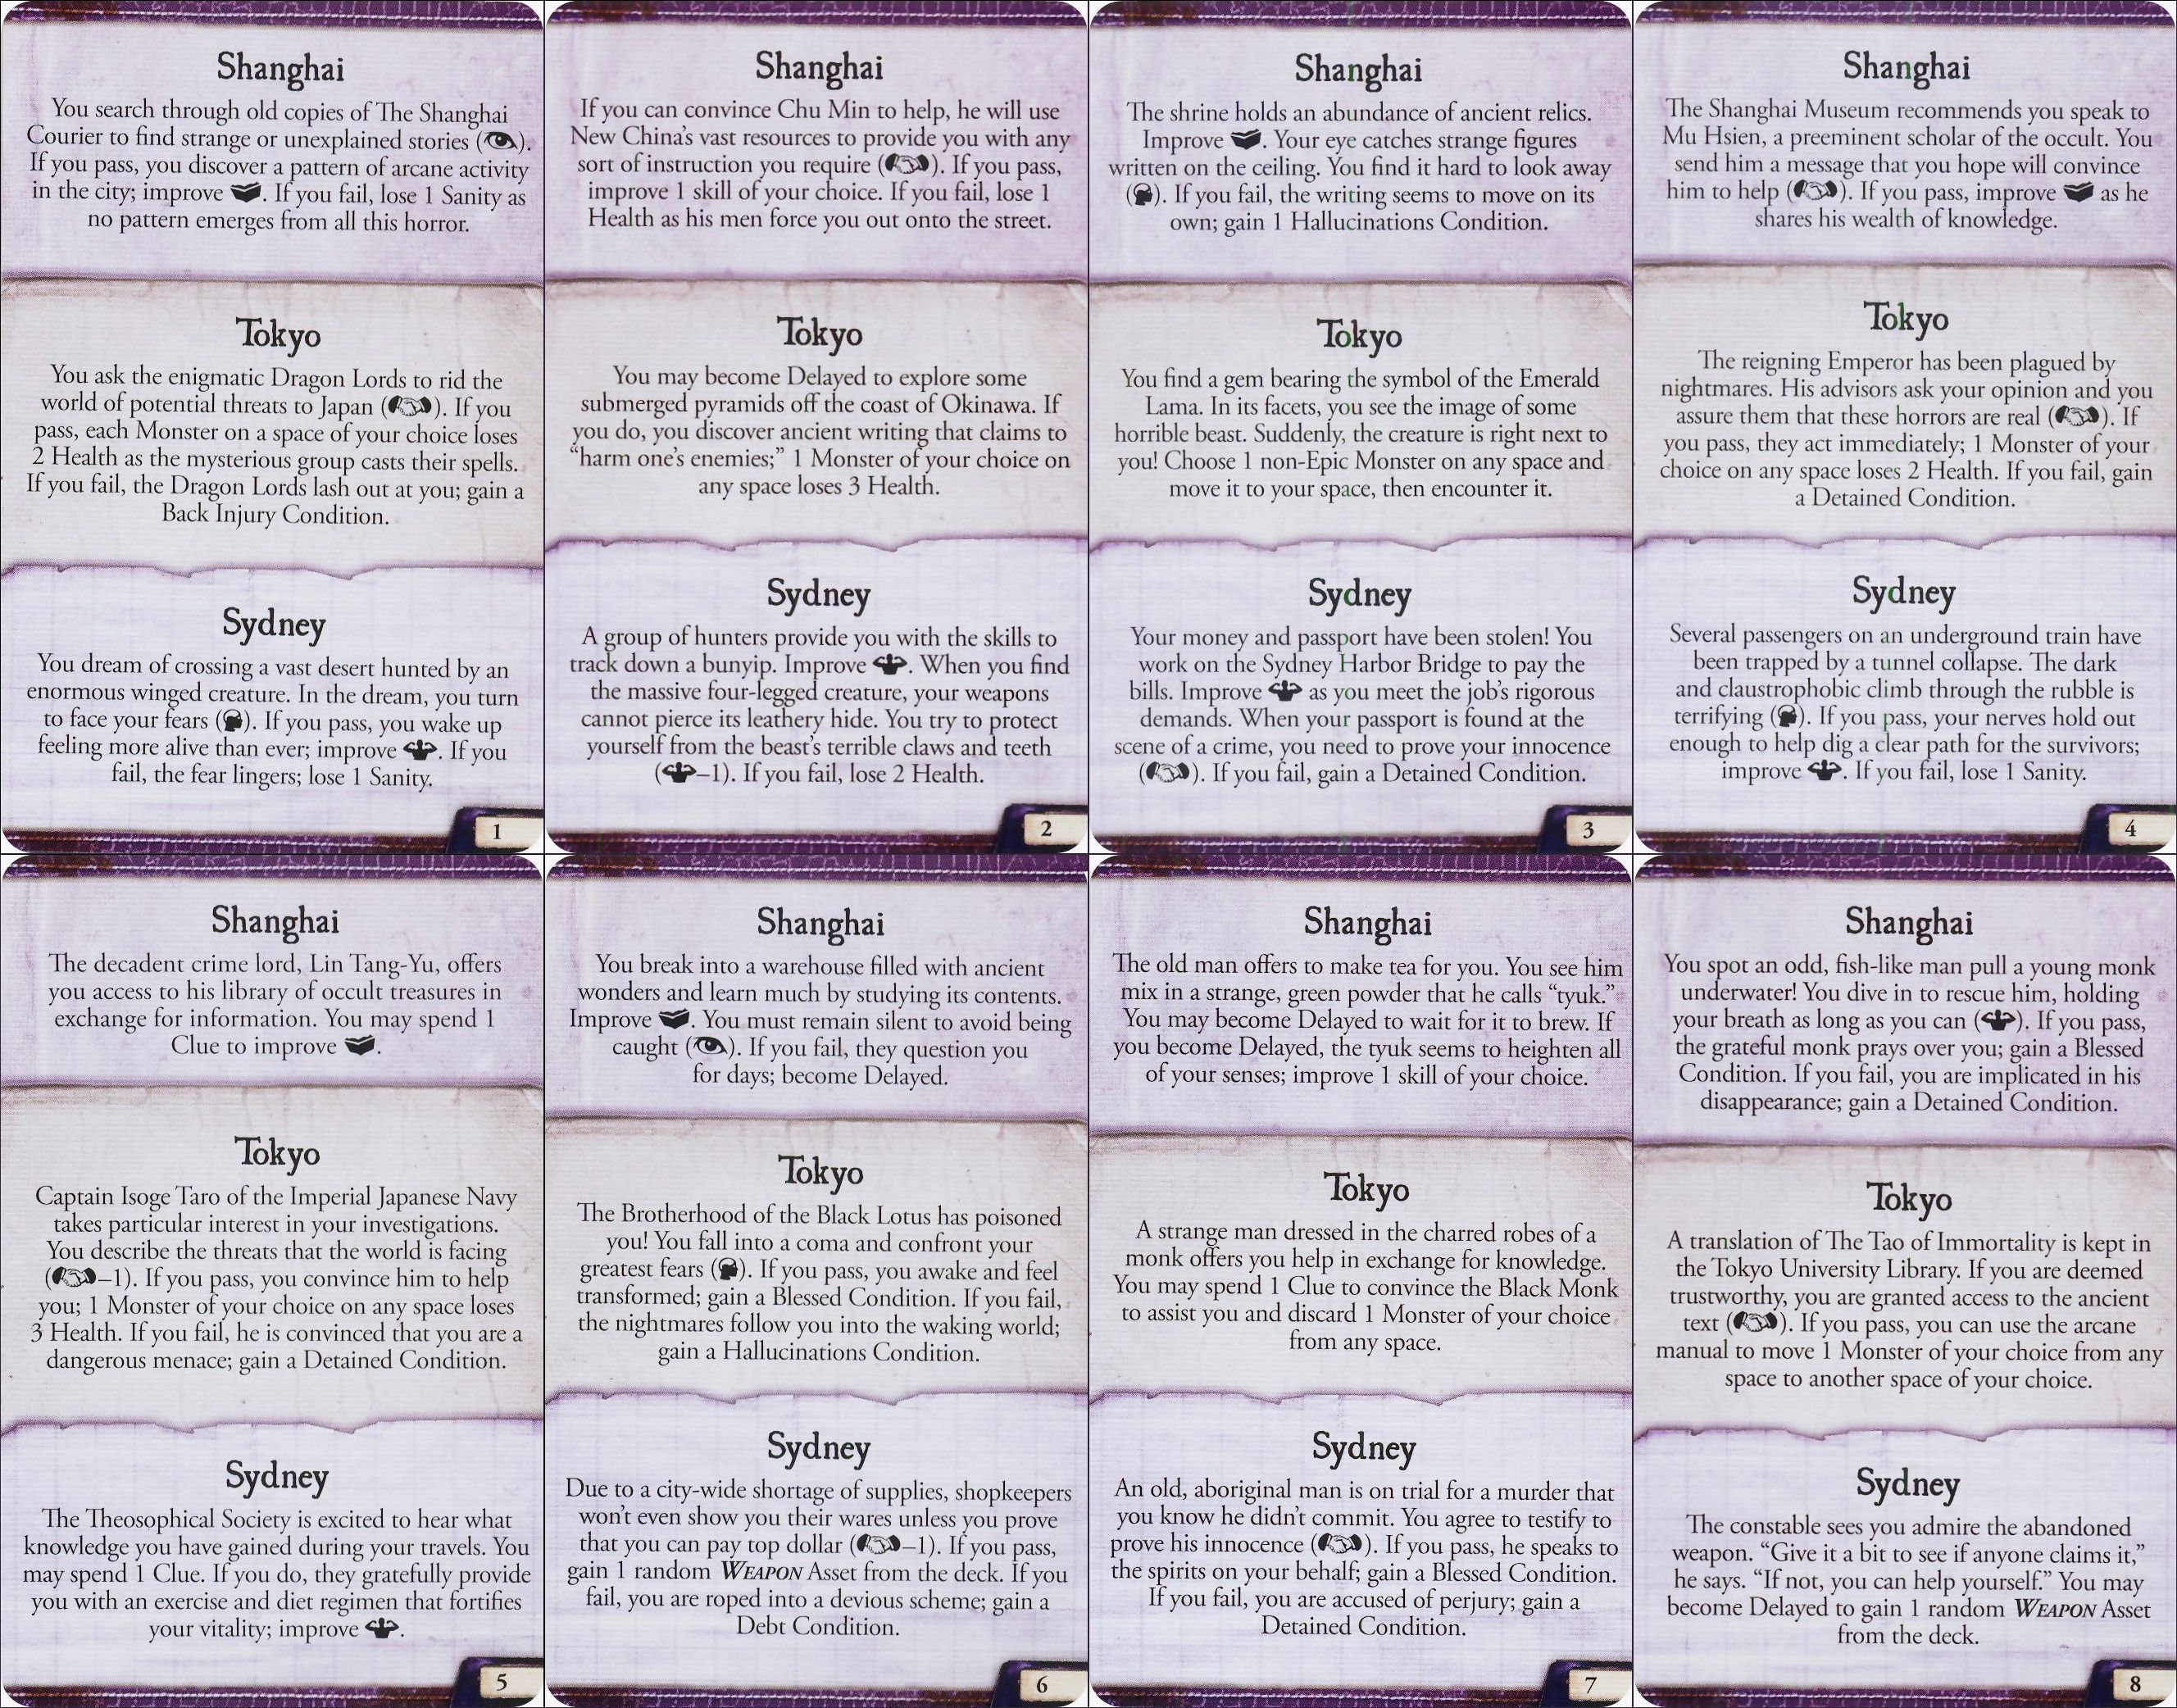 Shanghai
You search through old copies of The Shanghai
Courier to find strange or unexplained stories ( ).
If you pass, you discover a pattern of arcane activity
in the city; improve . If you fail, lose 1 Sanity as
no pattern emerges from all this horror.
Tokyo
You ask the enigmatic Dragon Lords to rid the
world of potential threats to Japan ( ). If you
pass, each Monster on a space of your choice loses
2 Health as the mysterious group casts their spells.
If you fail, the Dragon Lords lash out at you; gain a
Back Injury Condition.
Sydney
You dream of crossing a vast desert hunted by an
enormous winged creature. In the dream, you turn
to face your fears ( ). If you pass, you wake up
feeling more alive than ever; improve . If you
fail, the fear lingers; lose 1 Sanity.
1
Shanghai
If you can convince Chu Min to help, he will use
New China's vast resources to provide you with any
sort of instruction you require ( ). If you pass,
improve 1 skill of your choice. If you fail, lose 1
Health as his men force you out onto the street.
Tokyo
You may become Delayed to explore some
submerged pyramids off the coast of Okinawa. If
you do, you discover ancient writing that claims to
“harm one's enemies;” 1 Monster of your choice on
any space loses 3 Health.
Sydney
A group of hunters provide you with the skills to
track down a bunyip. Improve . When you find
the massive four-legged creature, your weapons
cannot pierce its leathery hide. You try to protect
yourself from the beast's terrible claws and teeth
( –1). If you fail, lose 2 Health.
2
Shanghai
The shrine holds an abundance of ancient relics.
Improve . Your eye catches strange figures
written on the ceiling. You find it hard to look away
( ). If you fail, the writing seems to move on its
own; gain 1 Hallucinations Condition.
Tokyo
You find a gem bearing the symbol of the Emerald
Lama. In its facets, you see the image of some
horrible beast. Suddenly, the creature is right next to
you! Choose 1 non-Epic Monster on any space and
move it to your space, then encounter it.
Sydney
Your money and passport have been stolen! You
work on the Sydney Harbor Bridge to pay the
bills. Improve as you meet the job's rigorous
demands. When your passport is found at the
scene of a crime, you need to prove your innocence
( ). If you fail, gain a Detained Condition.
3
Shanghai
The Shanghai Museum recommends you speak to
Mu Hsien, a preeminent scholar of the occult. You
send him a message that you hope will convince
him to help ( ). If you pass, improve as he
shares his wealth of knowledge.
Tokyo
The reigning Emperor has been plagued by
nightmares. His advisors ask your opinion and you
assure them that these horrors are real ( ). If
you pass, they act immediately; 1 Monster of your
choice on any space loses 2 Health. If you fail, gain
a Detained Condition.
Sydney
Several passengers on an underground train have
been trapped by a tunnel collapse. The dark
and claustrophobic climb through the rubble is
terrifying ( ). If you pass, your nerves hold out
enough to help dig a clear path for the survivors;
improve . If you fail, lose 1 Sanity.
4
Shanghai
The decadent crime lord, Lin Tang-Yu, offers
you access to his library of occult treasures in
exchange for information. You may spend 1
Clue to improve .
Tokyo
Captain Isoge Taro of the Imperial Japanese Navy
takes particular interest in your investigations.
You describe the threats that the world is facing
( –1). If you pass, you convince him to help
you; 1 Monster of your choice on any space loses
3 Health. If you fail, he is convinced that you are a
dangerous menace; gain a Detained Condition.
Sydney
The Theosophical Society is excited to hear what
knowledge you have gained during your travels. You
may spend 1 Clue. If you do, they gratefully provide
you with an exercise and diet regimen that fortifies
your vitality; improve .
5
Shanghai
You break into a warehouse filled with ancient
wonders and learn much by studying its contents.
Improve . You must remain silent to avoid being
caught ( ). If you fail, they question you
for days; become Delayed.
Tokyo
The Brotherhood of the Black Lotus has poisoned
you! You fall into a coma and confront your
greatest fears ( ). If you pass, you awake and feel
transformed; gain a Blessed Condition. If you fail,
the nightmares follow you into the waking world;
gain a Hallucinations Condition.
Sydney
Due to a city-wide shortage of supplies, shopkeepers
won't even show you their wares unless you prove
that you can pay top dollar ( –1). If you pass,
gain 1 random WEAPON Asset from the deck. If you
fail, you are roped into a devious scheme; gain a
Debt Condition.
6
Shanghai
The old man offers to make tea for you. You see him
mix in a strange, green powder that he calls “tyuk.”
You may become Delayed to wait for it to brew. If
you become Delayed, the tyuk seems to heighten all
of your senses; improve 1 skill of your choice.
Tokyo
A strange man dressed in the charred robes of a
monk offers you help in exchange for knowledge.
You may spend 1 Clue to convince the Black Monk
to assist you and discard 1 Monster of your choice
from any space.
Sydney
An old, aboriginal man is on trial for a murder that
you know he didn't commit. You agree to testify to
prove his innocence ( ). If you pass, he speaks to
the spirits on your behalf; gain a Blessed Condition.
If you fail, you are accused of perjury; gain a
Detained Condition.
7
Shanghai
You spot an odd, fish-like man pull a young monk
underwater! You dive in to rescue him, holding
your breath as long as you can ( ). If you pass,
the grateful monk prays over you; gain a Blessed
Condition. If you fail, you are implicated in his
disappearance; gain a Detained Condition.
Tokyo
A translation of The Tao of Immortality is kept in
the Tokyo University Library. If you are deemed
trustworthy, you are granted access to the ancient
text ( ). If you pass, you can use the arcane
manual to move 1 Monster of your choice from any
space to another space of your choice.
Sydney
The constable sees you admire the abandoned
weapon. “Give it a bit to see if anyone claims it,”
he says. “If not, you can help yourself.” You may
become Delayed to gain 1 random WEAPON Asset
from the deck.
8